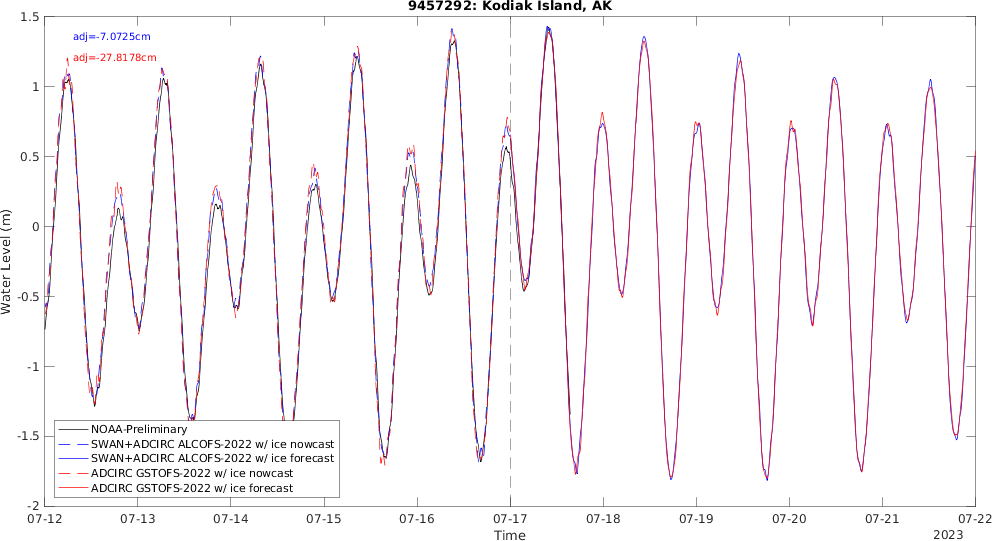 9457292: Kodiak Island, AK
1.5
adj=-7.0725cm
adj=-27.8178cm
1
0.5
0
-0.5
-1
-1.5
-2
Water Level (m)
NOAA-Preliminary
SWAN+ADCIRC ALCOFS-2022 w/ ice nowcast
SWAN+ADCIRC ALCOFS-2022 w/ ice forecast
ADCIRC GSTOFS-2022 w/ ice nowcast
ADCIRC GSTOFS-2022 w/ ice forecast
07-12 07-13 07-14 07-15 07-16 07-17 07-18 07-19 07-20 07-21 07-22
Time
2023